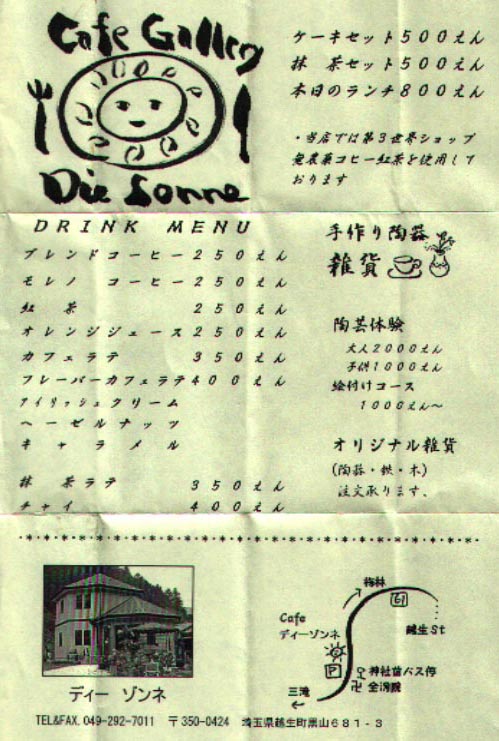 Cafe Gallery
Die Sonne
ケーキセット500えん
抹 茶セット500えん
本日のランチ800えん
・当店では第3世界ショップ
無農薬コヒー紅茶を使用して
おります
DRINK MENU
ブレンドコーヒー250えん
モレノ コーヒー250えん
紅 茶 250えん
オレンジジュース250えん
カフェラテ 350えん
フレーバーカフェラテ400えん
アイリッシュクリーム
ヘーゼルナッツ
キャラメル
抹 茶ラテ 350えん
チャイ 400えん
手作り陶器
雑貨
陶芸体験
大人2000えん
子供1000えん
絵付けコース
1000えん~
オリジナル雑貨
(陶器・鉄・木)
注文承ります、
梅林
61
越生St
Cafe
ディーゾンネ
P
神社前バス停
全洞院
三滝
ディー ゾンネ
TEL&FAX. 049-292-7011 〒350-0424 埼玉県越生町黒山681-3